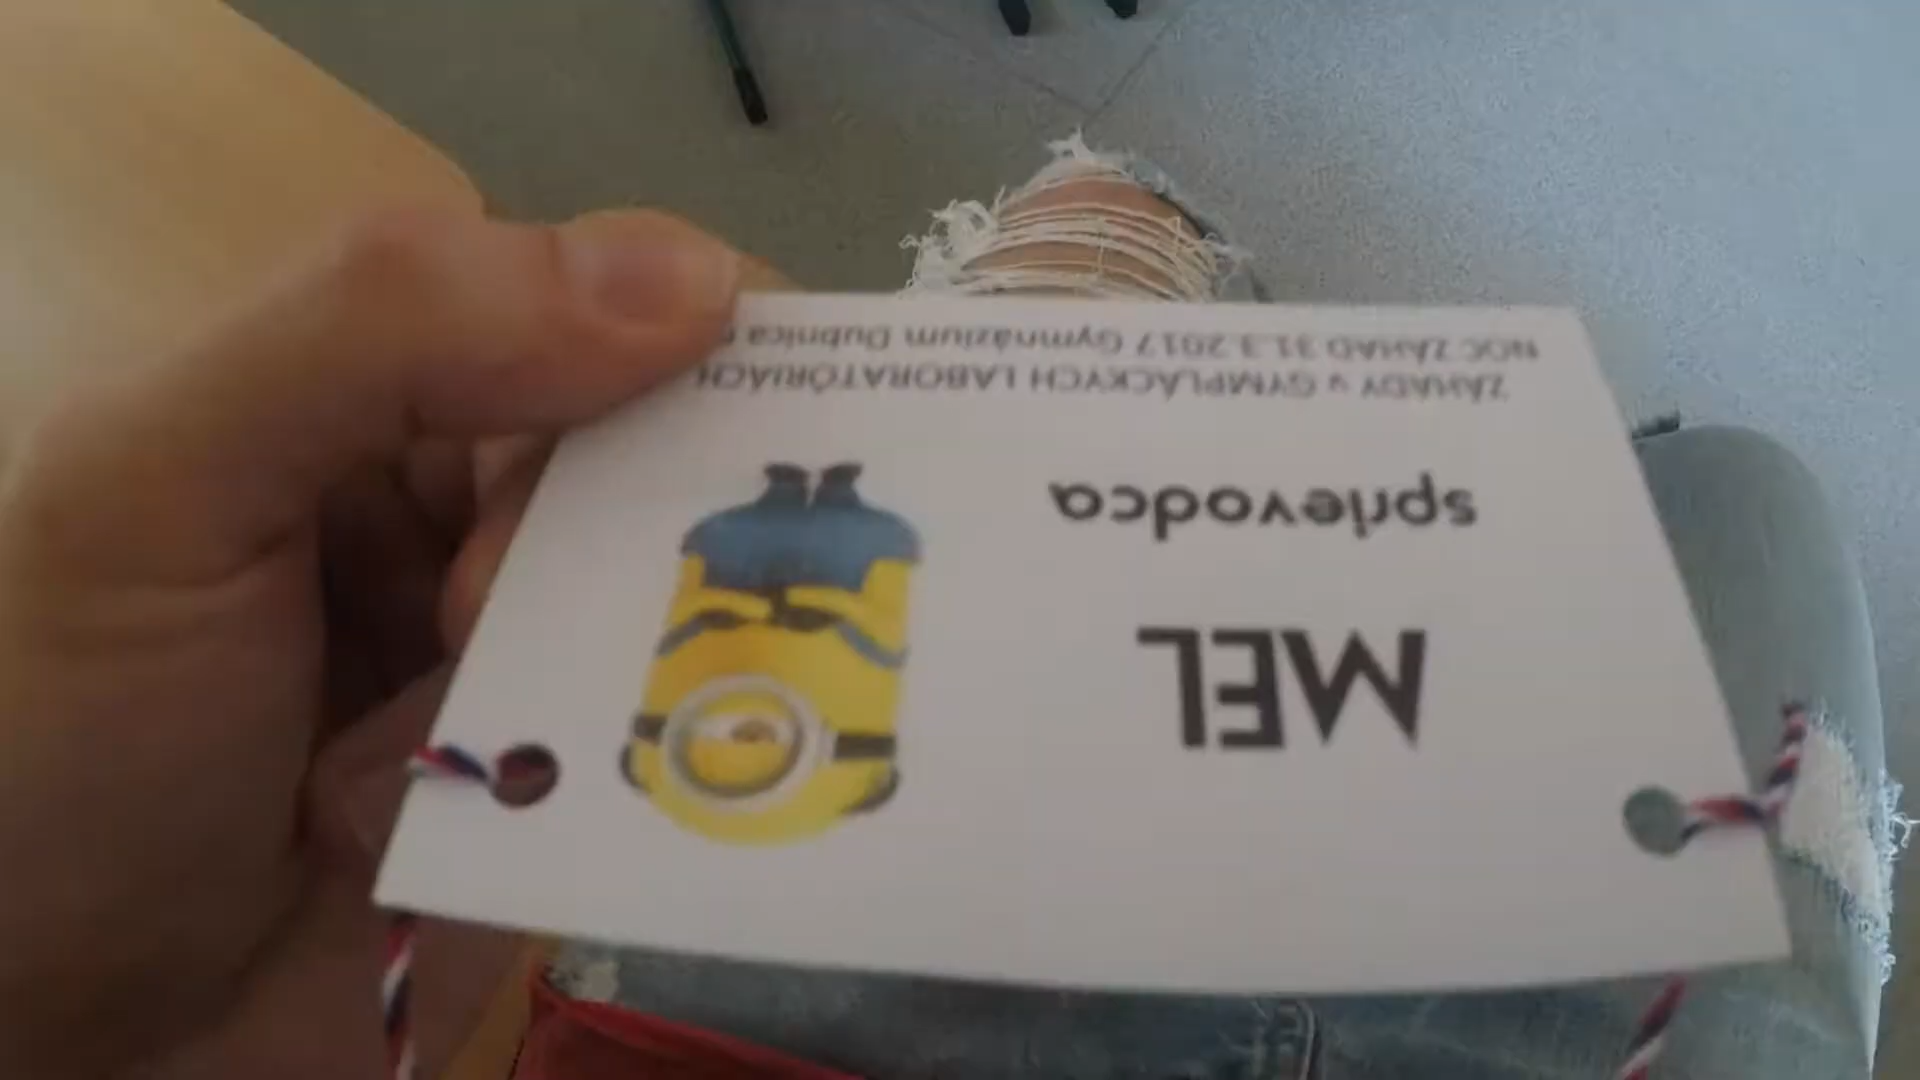 MEL
sprievodca
ZÁHADY v GYMPLÁCKYCH LABORATÓRIÁCH
NOC ZÁHAD 31.3.2017 Gymnázium Dubnica